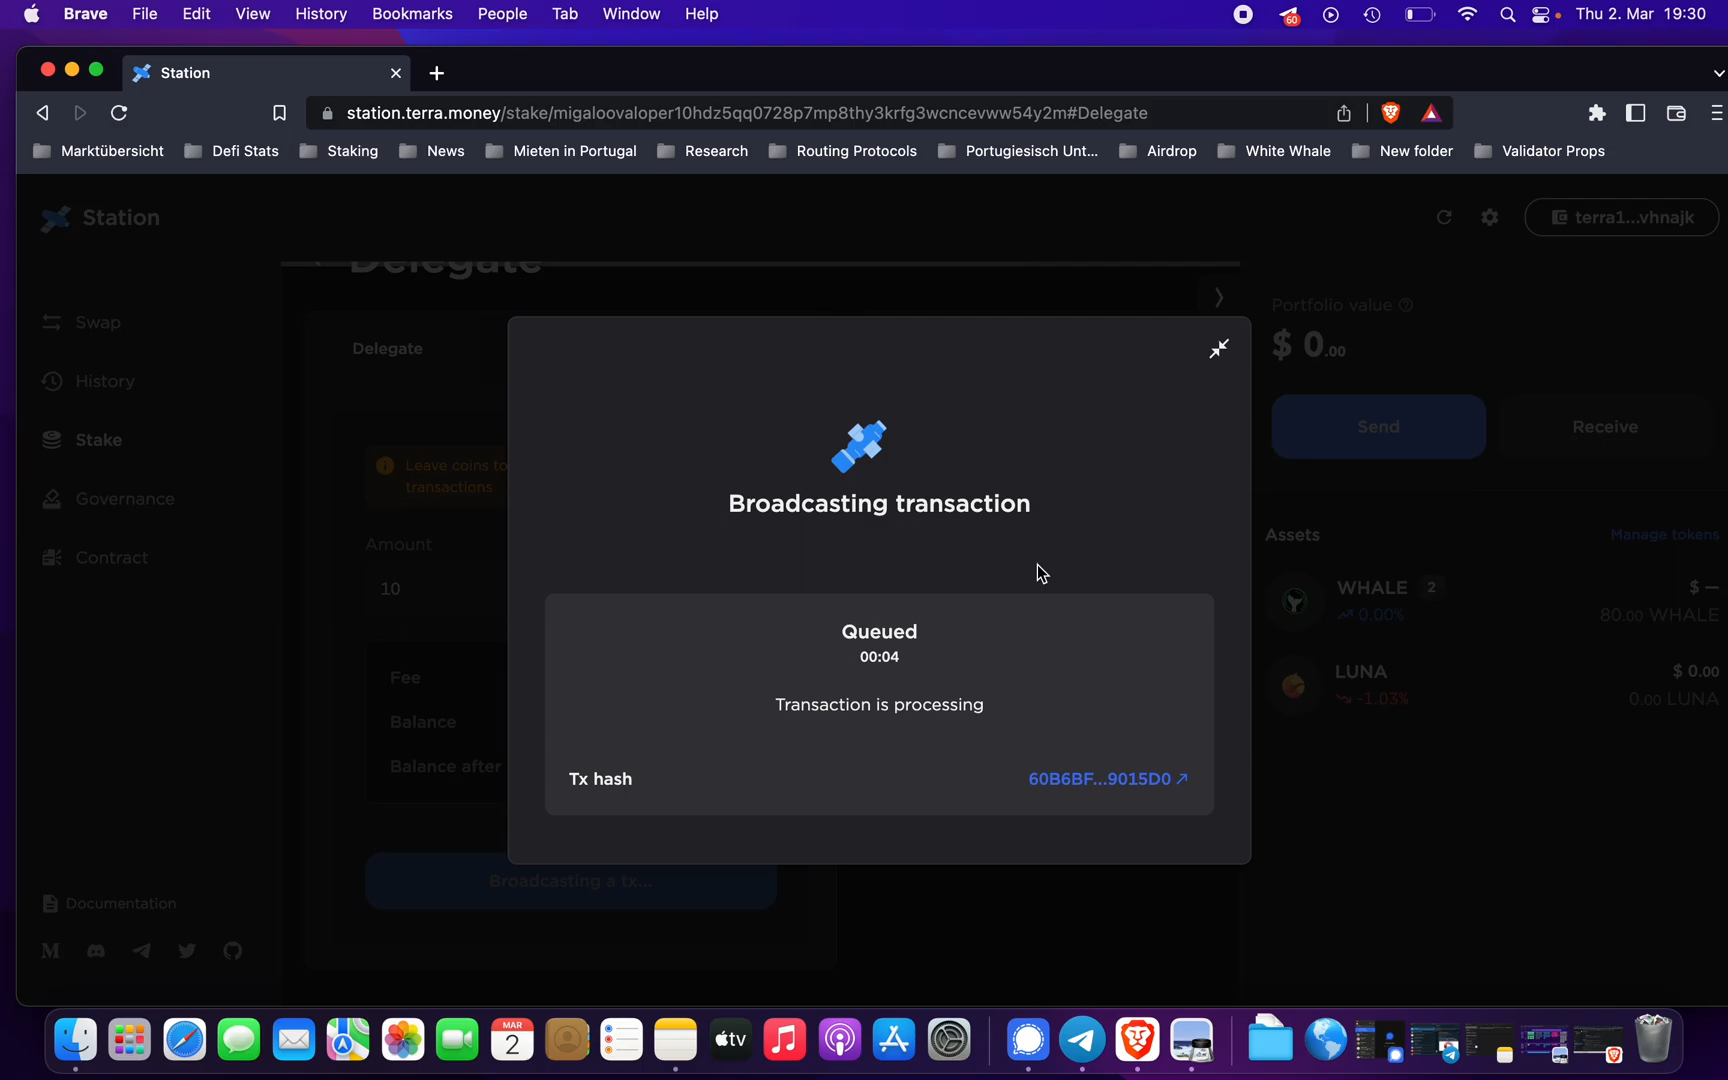 Brave File Edit View History Bookmarks People Tab Window Help
60
Thu 2. Mar 19:30
Station
station.terra.money/stake/migaloovaloper10hdz5qq0728p7mp8thy3krfg3wcncevww54y2m#Delegate
Marktübersicht Defi Stats Staking News Mieten in Portugal Research Routing Protocols Portugiesisch Unt... Airdrop White Whale New folder Validator Props
Station
terra1...vhnajk
Delegate
Swap
History
Stake
Governance
Contract
Delegate
Leave coins to
transactions
Amount
10
Fee
Balance
Balance after
Broadcasting a tx...
Broadcasting transaction
Queued
00:04
Transaction is processing
Tx hash
60B6BF...9015D0
Portfolio value
$ 0.00
Send
Receive
Assets
Manage tokens
WHALE 2
$ —
0.00%
80.00 WHALE
LUNA
$ 0.00
-1.03%
0.00 LUNA
Documentation
MAR
2
tv